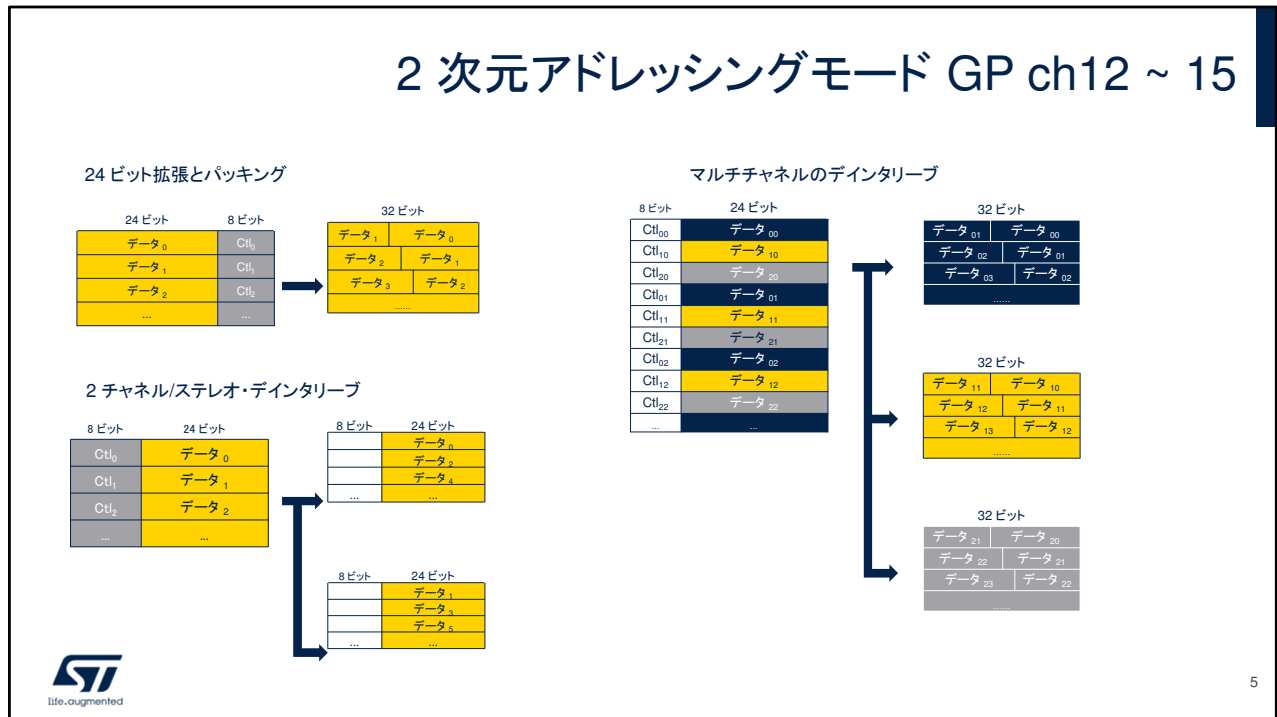 2 次元アドレッシングモード GP ch12 ~ 15
24 ビット拡張とパッキング
24 ビット 8 ビット
データ 0 Ctl0
データ 1 Ctl1
データ 2 Ctl2
... ...
32 ビット
データ 1 データ 0
データ 2 データ 1
データ 3 データ 2
......
2 チャネル/ステレオ・デインタリーブ
8 ビット 24 ビット
Ctl0 データ 0
Ctl1 データ 1
Ctl2 データ 2
... ...
8 ビット 24 ビット
データ 0
データ 2
データ 4
... ...
8 ビット 24 ビット
データ 1
データ 3
データ 5
... ...
マルチチャネルのデインタリーブ
8 ビット 24 ビット
Ctl00 データ 00
Ctl10 データ 10
Ctl20 データ 20
Ctl01 データ 01
Ctl11 データ 11
Ctl21 データ 21
Ctl02 データ 02
Ctl12 データ 12
Ctl22 データ 22
... ...
32 ビット
データ 01 データ 00
データ 02 データ 01
データ 03 データ 02
......
32 ビット
データ 11 データ 10
データ 12 データ 11
データ 13 データ 12
......
32 ビット
データ 21 データ 20
データ 22 データ 21
データ 23 データ 22
......
ST
life.augmented
5